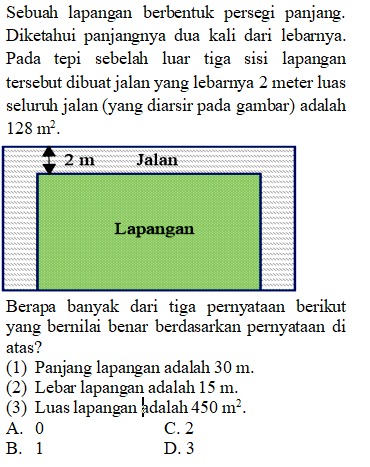 Sebuah lapangan berbentuk persegi panjang.
Diketahui panjangnya dua kali dari lebarnya.
Pada tepi sebelah luar tiga sisi lapangan
tersebut dibuat jalan yang lebarnya 2 meter luas
seluruh jalan (yang diarsir pada gambar) adalah
128 m².
2 m Jalan
Lapangan
Berapa banyak dari tiga pernyataan berikut
yang bernilai benar berdasarkan pernyataan di
atas?
(1) Panjang lapangan adalah 30 m.
(2) Lebar lapangan adalah 15 m.
(3) Luas lapangan adalah 450 m².
A. 0 C. 2
B. 1 D. 3